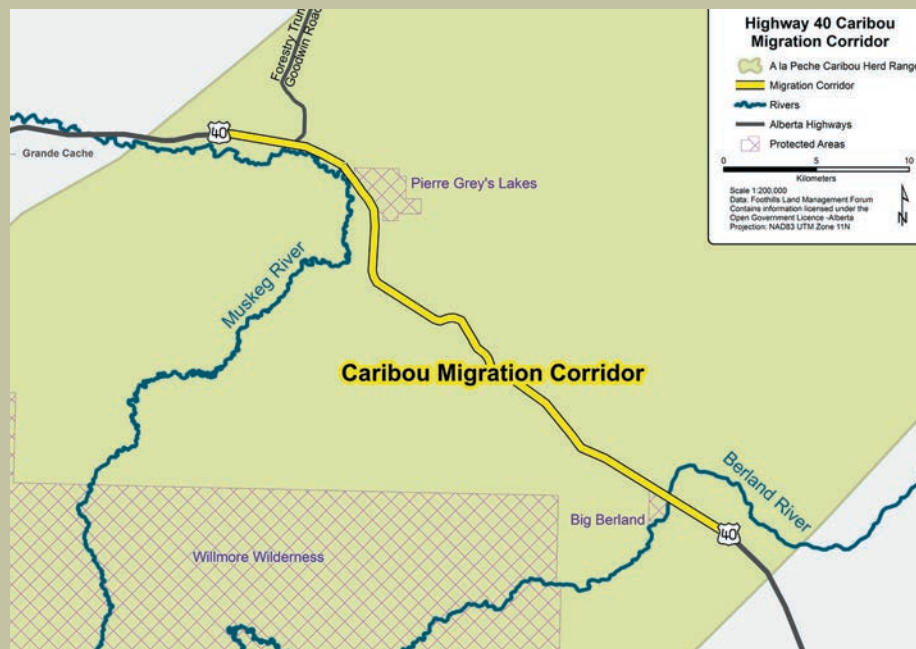 Highway 40 Caribou
Migration Corridor
A la Peche Caribou Herd Range
Migration Corridor
Rivers
Alberta Highways
Protected Areas
0 5 10
Kilometers
Scale 1:200,000
Data: Foothills Land Management Forum
Contains information licensed under the
Open Government Licence -Alberta
Projection: NAD83 UTM Zone 11N
N
Forestry Trun
Goodwin Road
40
Grande Cache
Pierre Grey's Lakes
Muskeg River
Caribou Migration Corridor
Berland River
Big Berland
40
Willmore Wilderness